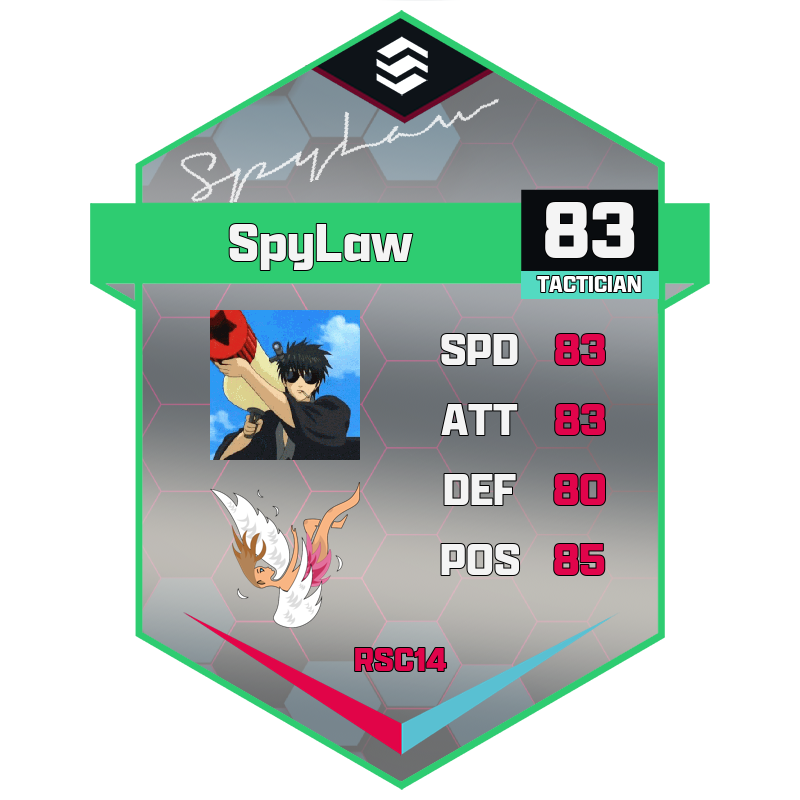 SpyLaw
SpyLaw
83
TACTICIAN
SPD 83
ATT 83
DEF 80
POS 85
RSC14